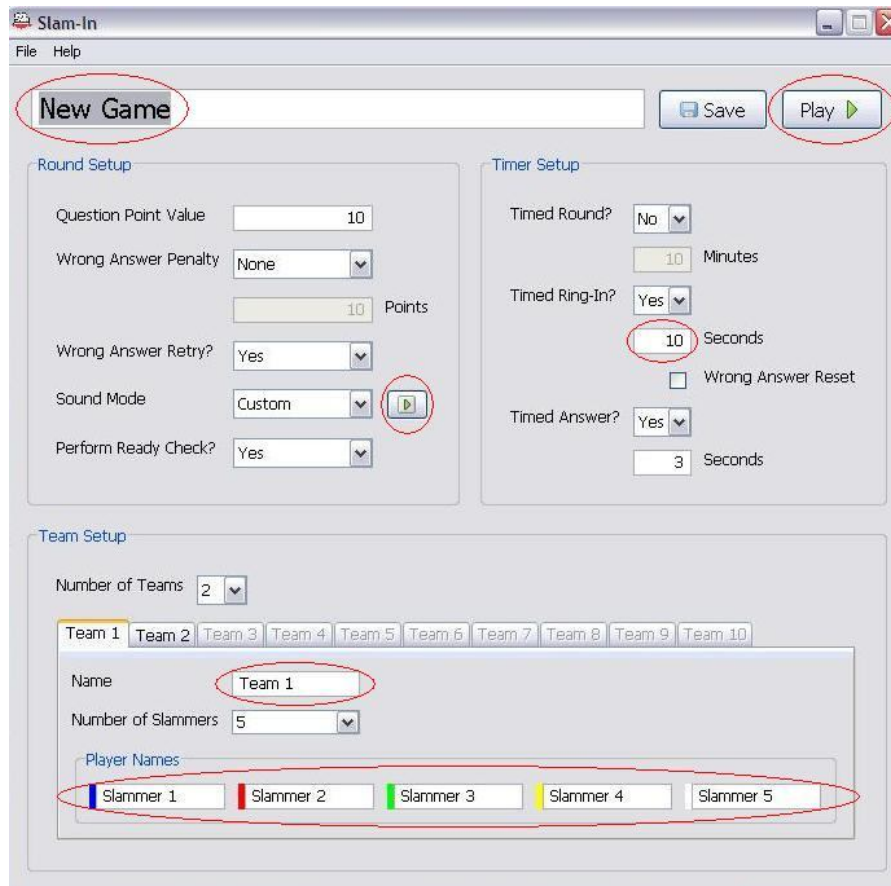 Slam-In
File Help
New Game
Save
Play
Round Setup
Question Point Value 10
Wrong Answer Penalty None
10 Points
Wrong Answer Retry? Yes
Sound Mode Custom
Perform Ready Check? Yes
Timer Setup
Timed Round? No
10 Minutes
Timed Ring-In? Yes
10 Seconds
Wrong Answer Reset
Timed Answer? Yes
3 Seconds
Team Setup
Number of Teams 2
Team 1 Team 2 Team 3 Team 4 Team 5 Team 6 Team 7 Team 8 Team 9 Team 10
Name Team 1
Number of Slammers 5
Player Names
Slammer 1 Slammer 2 Slammer 3 Slammer 4 Slammer 5